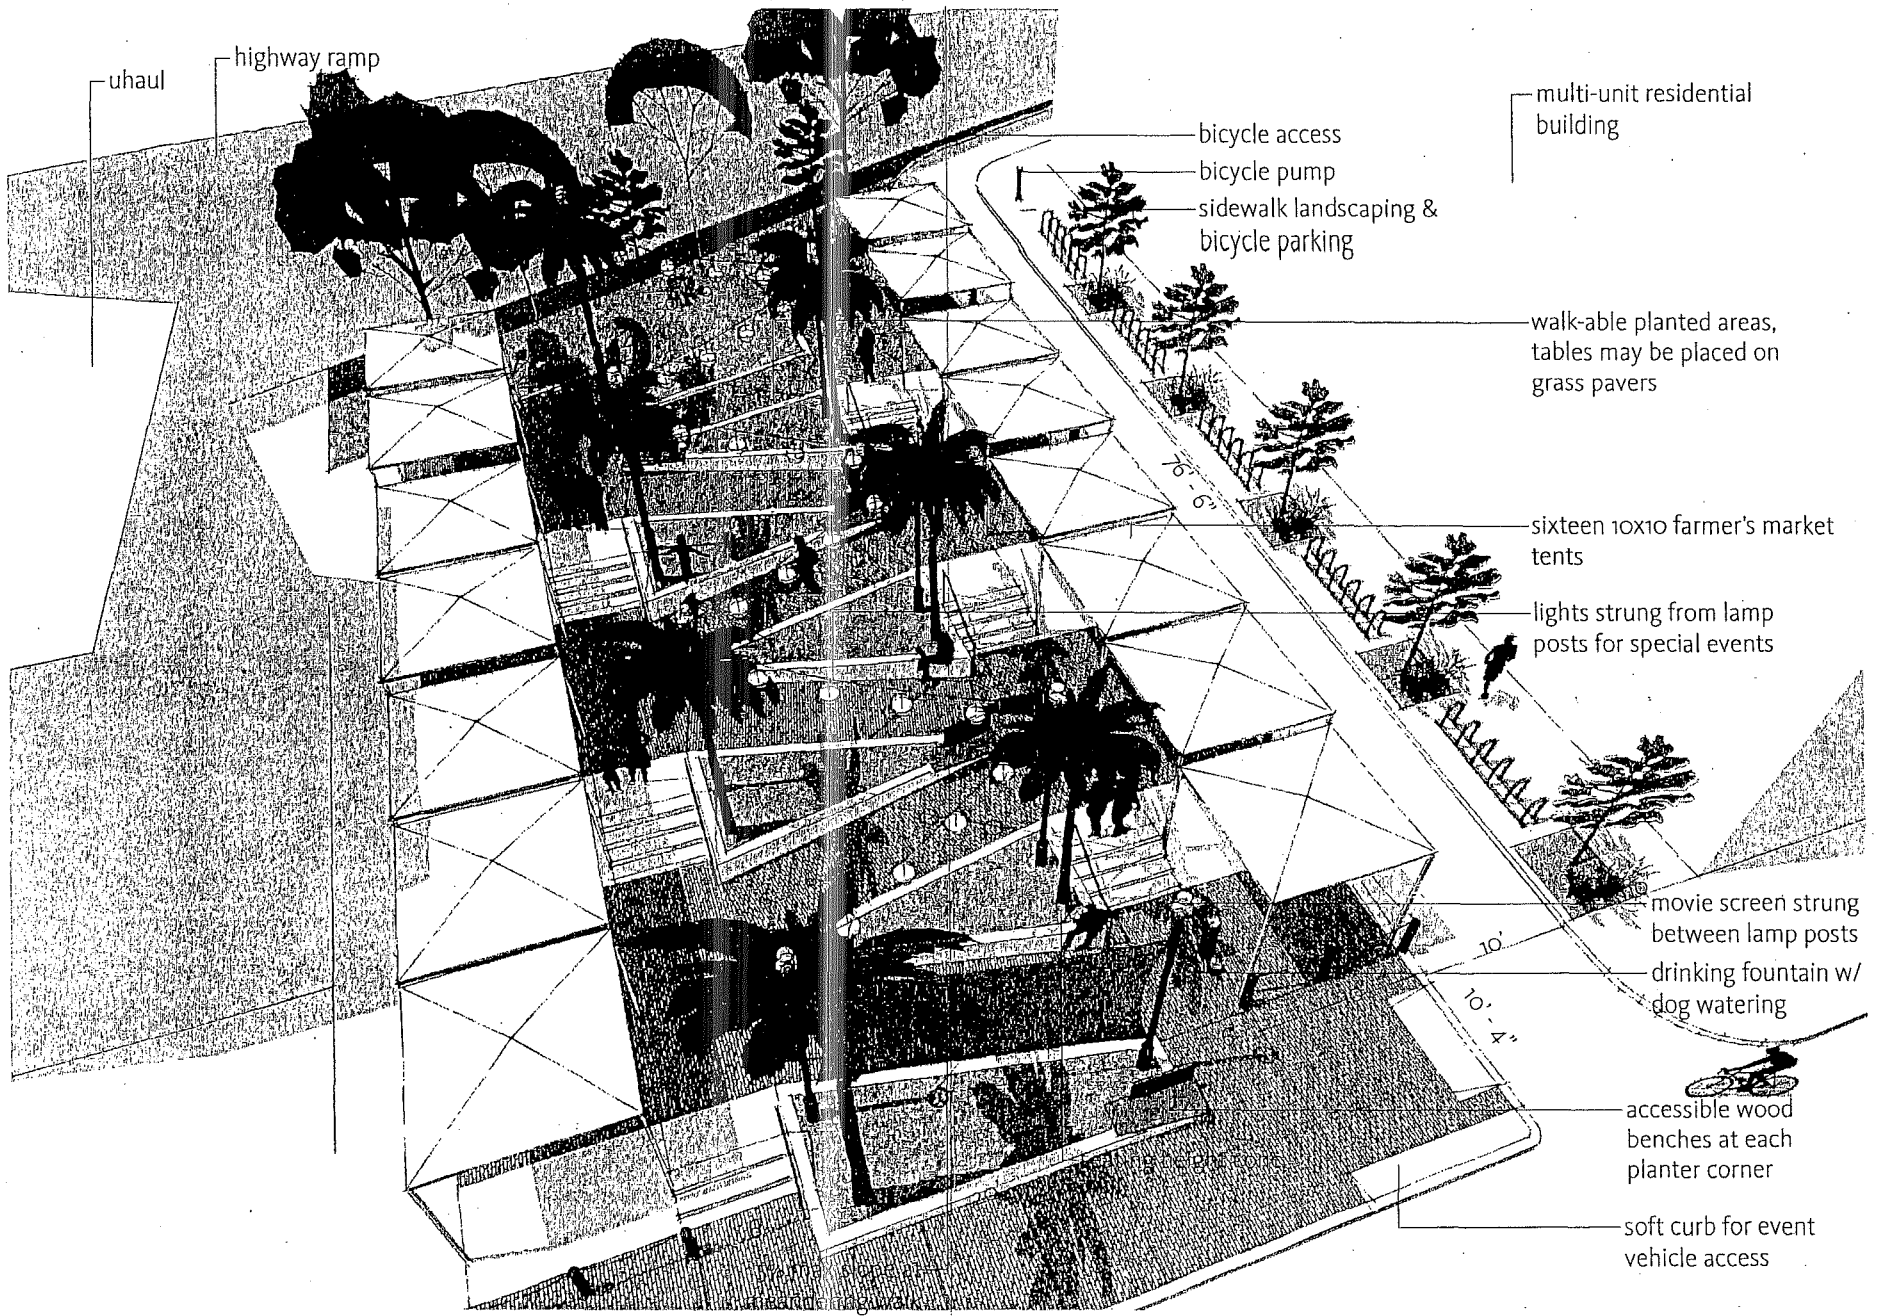 uhaul
highway ramp
multi-unit residential
building
bicycle access
bicycle pump
sidewalk landscaping &
bicycle parking
walk-able planted areas,
tables may be placed on
grass pavers
76' - 6"
sixteen 10x10 farmer's market
tents
lights strung from lamp
posts for special events
movie screen strung
between lamp posts
10'
drinking fountain w/
dog watering
10' - 4"
accessible wood
benches at each
planter corner
soft curb for event
vehicle access
meandering walk